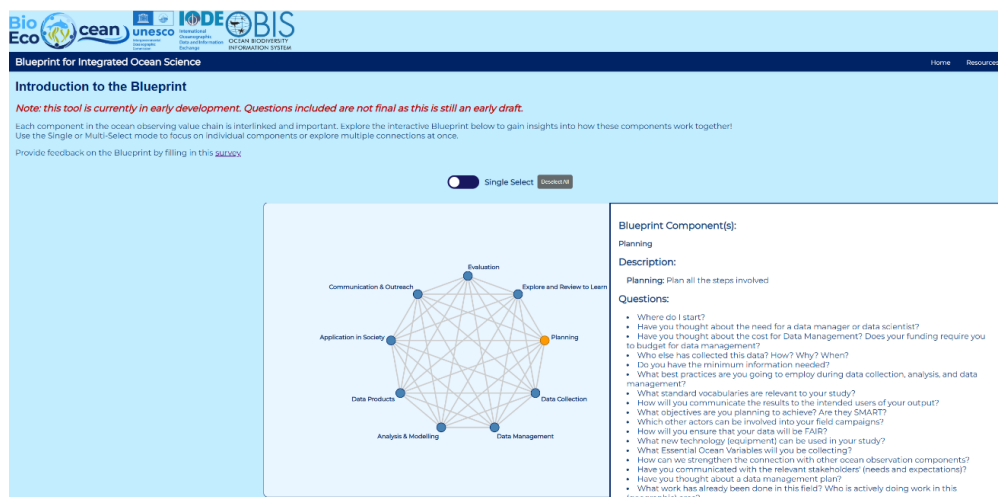 Bio
Eco
cean
unesco
Intergovernmental
Oceanographic
Commission
IODE
International
Oceanographic
Data and Information
Exchange
OBIS
OCEAN BIODIVERSITY
INFORMATION SYSTEM
Blueprint for Integrated Ocean Science
Home
Resources
Introduction to the Blueprint
Note: this tool is currently in early development. Questions included are not final as this is still an early draft.
Each component in the ocean observing value chain is interlinked and important. Explore the interactive Blueprint below to gain insights into how these components work together!
Use the Single or Multi-Select mode to focus on individual components or explore multiple connections at once.
Provide feedback on the Blueprint by filling in this survey
Single Select
Deselect All
Evaluation
Communication & Outreach
Explore and Review to Learn
Application in Society
Planning
Data Products
Data Collection
Analysis & Modelling
Data Management
Blueprint Component(s):
Planning
Description:
Planning: Plan all the steps involved
Questions:
• Where do I start?
• Have you thought about the need for a data manager or data scientist?
• Have you thought about the cost for Data Management? Does your funding require you
to budget for data management?
• Who else has collected this data? How? Why? When?
• Do you have the minimum information needed?
• What best practices are you going to employ during data collection, analysis, and data
management?
• What standard vocabularies are relevant to your study?
• How will you communicate the results to the intended users of your output?
• What objectives are you planning to achieve? Are they SMART?
• Which other actors can be involved into your field campaigns?
• How will you ensure that your data will be FAIR?
• What new technology (equipment) can be used in your study?
• What Essential Ocean Variables will you be collecting?
• How can we strengthen the connection with other ocean observation components?
• Have you communicated with the relevant stakeholders' (needs and expectations)?
• Have you thought about a data management plan?
• What work has already been done in this field? Who is actively doing work in this